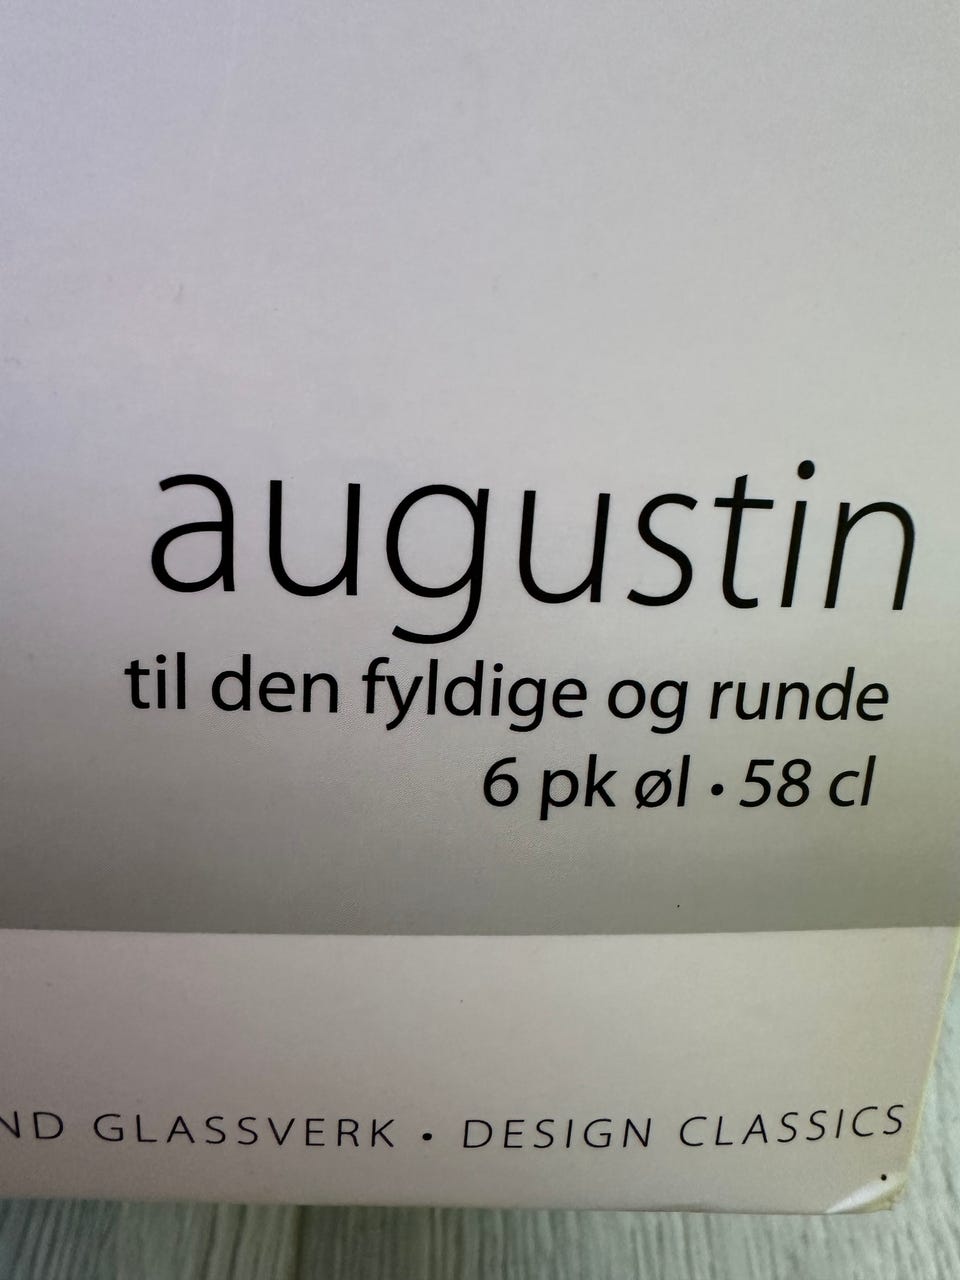 augustin
til den fyldige og runde
6 pk øl • 58 cl
ND GLASSVERK • DESIGN CLASSICS